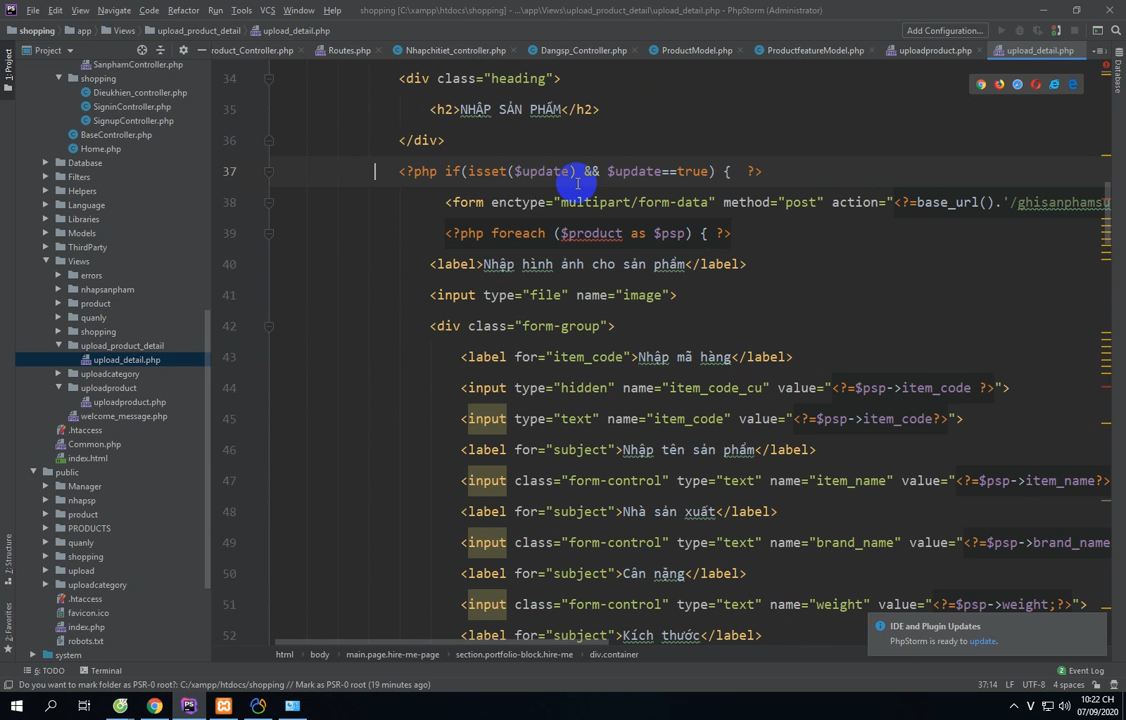 File Edit View Navigate Code Refactor Run Tools VCS Window Help shopping [C:\xampp\htdocs\shopping] - ...\app\Views\upload_product_detail\upload_detail.php - PhpStorm (Administrator)
shopping app Views upload_product_detail upload_detail.php Add Configuration...
Project roduct_Controller.php Routes.php Nhapchitiet_controller.php Dangsp_Controller.php ProductModel.php ProductfeatureModel.php uploadproduct.php upload_detail.php
1: Project
Database
SanphamController.php
shopping
Dieukhien_controller.php
SigninController.php
SignupController.php
BaseController.php
Home.php
Database
Filters
Helpers
Language
Libraries
Models
ThirdParty
Views
errors
nhapsanpham
product
quanly
shopping
upload_product_detail
upload_detail.php
uploadcategory
uploadproduct
uploadproduct.php
welcome_message.php
.htaccess
Common.php
index.html
public
Manager
nhapsp
product
PRODUCTS
quanly
shopping
upload
uploadcategory
.htaccess
favicon.ico
index.php
robots.txt
system
Structure
2: Favorites
34 <div class="heading">
35 <h2>NHẬP SẢN PHẨM</h2>
36 </div>
37 <?php if(isset($update) && $update==true) { ?>
38 <form enctype="multipart/form-data" method="post" action="<?=base_url().'/ghisanphamsu
39 <?php foreach ($product as $psp) { ?>
40 <label>Nhập hình ảnh cho sản phẩm</label>
41 <input type="file" name="image">
42 <div class="form-group">
43 <label for="item_code">Nhập mã hàng</label>
44 <input type="hidden" name="item_code_cu" value="<?=$psp->item_code ?>">
45 <input type="text" name="item_code" value="<?=$psp->item_code?>">
46 <label for="subject">Nhập tên sản phẩm</label>
47 <input class="form-control" type="text" name="item_name" value="<?=$psp->item_name?>
48 <label for="subject">Nhà sản xuất</label>
49 <input class="form-control" type="text" name="brand_name" value="<?=$psp->brand_name
50 <label for="subject">Cân nặng</label>
51 <input class="form-control" type="text" name="weight" value="<?=$psp->weight;?>">
52 <label for="subject">Kích thước</label>
IDE and Plugin Updates
PhpStorm is ready to update.
html body main.page.hire-me-page section.portfolio-block.hire-me div.container
6: TODO Terminal 2 Event Log
Do you want to mark folder as PSR-0 root?: C:/xampp/htdocs/shopping // Mark as PSR-0 root (19 minutes ago) 37:14 LF UTF-8 4 spaces
PS V 10:22 CH
07/09/2020